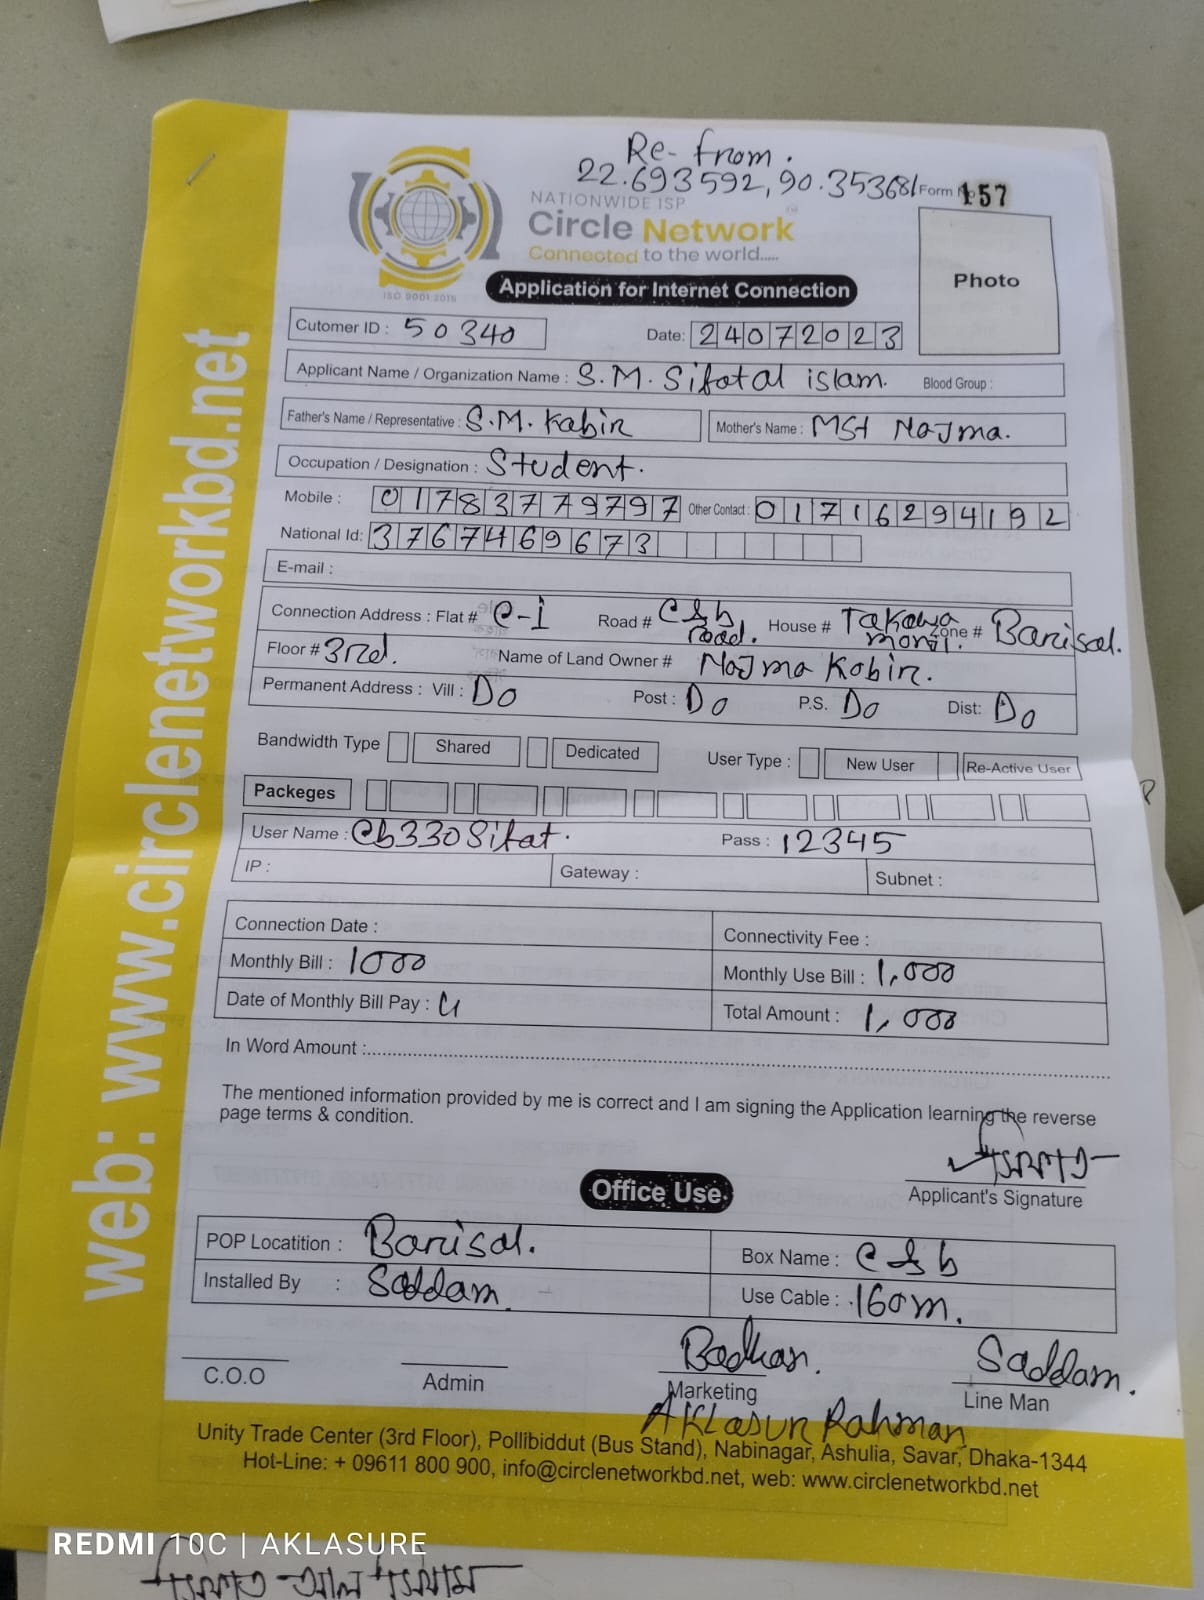 Re- from.
22.693592, 90.353681
Form
157
NATIONWIDE ISP
Circle Network
Connected to the world.....
ISO 9001:2015
Photo
Application for Internet Connection
Cutomer ID : 50340
Date: 24072023
Applicant Name / Organization Name : S.M. Sifatal islam. Blood Group :
Father's Name / Representative : S.M. Kabir
Mother's Name : MSt Najma.
Occupation / Designation : Student.
Mobile : 01783779797 Other Contact : 01716294192
National Id: 3767469673
E-mail :
Connection Address : Flat # C-1 Road # C&b road. House # Takowa monjil. Zone # Barisal.
Floor # 3rd. Name of Land Owner # Najma Kobir.
Permanent Address : Vill : Do Post : Do P.S. Do Dist: Do
Bandwidth Type Shared Dedicated User Type : New User Re-Active User
Packeges
User Name : Cb330Sifat. Pass : 12345
IP : Gateway : Subnet :
Connection Date : Connectivity Fee :
Monthly Bill : 1000 Monthly Use Bill : 1,000
Date of Monthly Bill Pay : 4 Total Amount : 1,000
In Word Amount :
The mentioned information provided by me is correct and I am signing the Application learning the reverse
page terms & condition.
সিফাত
Applicant's Signature
Office Use
POP Locatition : Barisal. Box Name : C&b
Installed By : Saddam. Use Cable : 160m.
Badhan. Saddam.
C.O.O Admin Marketing Line Man
AKLASUR Rahman
Unity Trade Center (3rd Floor), Pollibiddut (Bus Stand), Nabinagar, Ashulia, Savar, Dhaka-1344
Hot-Line: + 09611 800 900, info@circlenetworkbd.net, web: www.circlenetworkbd.net
web: www.circlenetworkbd.net
REDMI 10C | AKLASURE
সিফাত আল ইসলাম